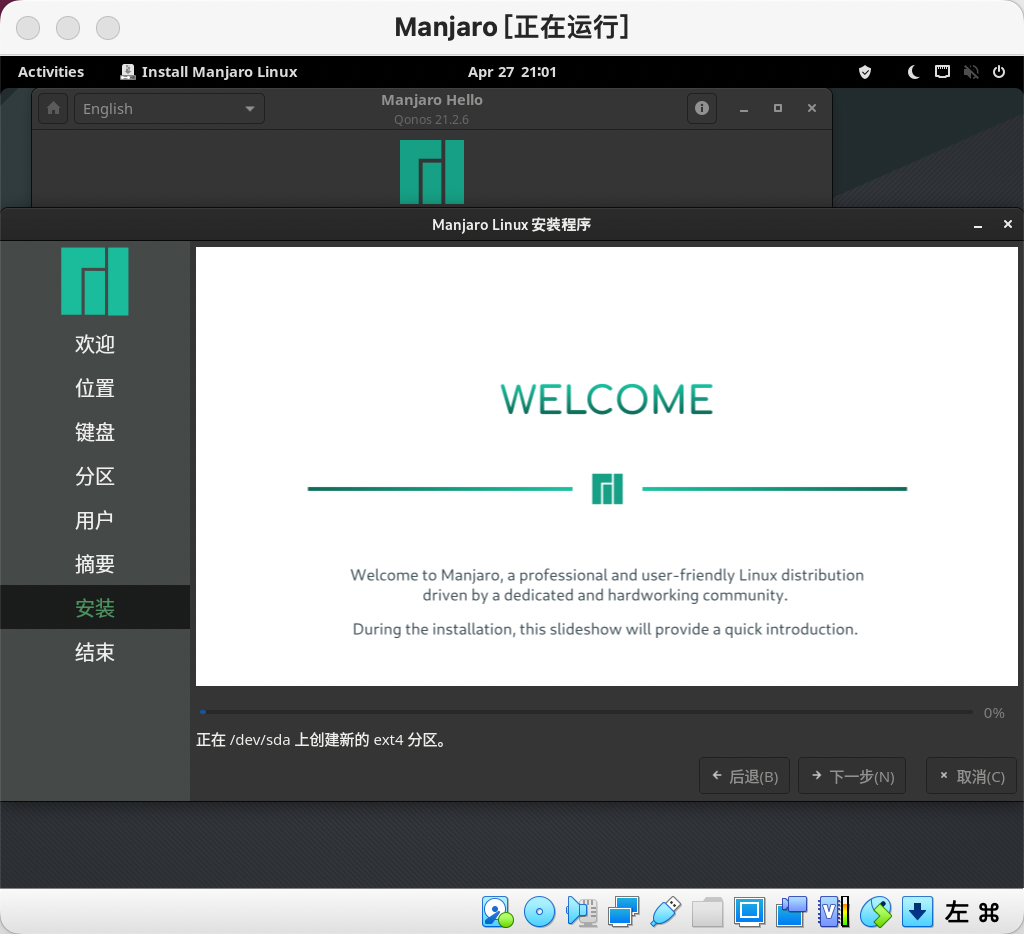 Manjaro [正在运行]
Activities
Install Manjaro Linux
Apr 27 21:01
English
Manjaro Hello
Qonos 21.2.6
Manjaro Linux 安装程序
欢迎
位置
键盘
分区
用户
摘要
安装
结束
WELCOME
Welcome to Manjaro, a professional and user-friendly Linux distribution
driven by a dedicated and hardworking community.
During the installation, this slideshow will provide a quick introduction.
0%
正在 /dev/sda 上创建新的 ext4 分区。
后退(B)
下一步(N)
取消(C)
左 ⌘